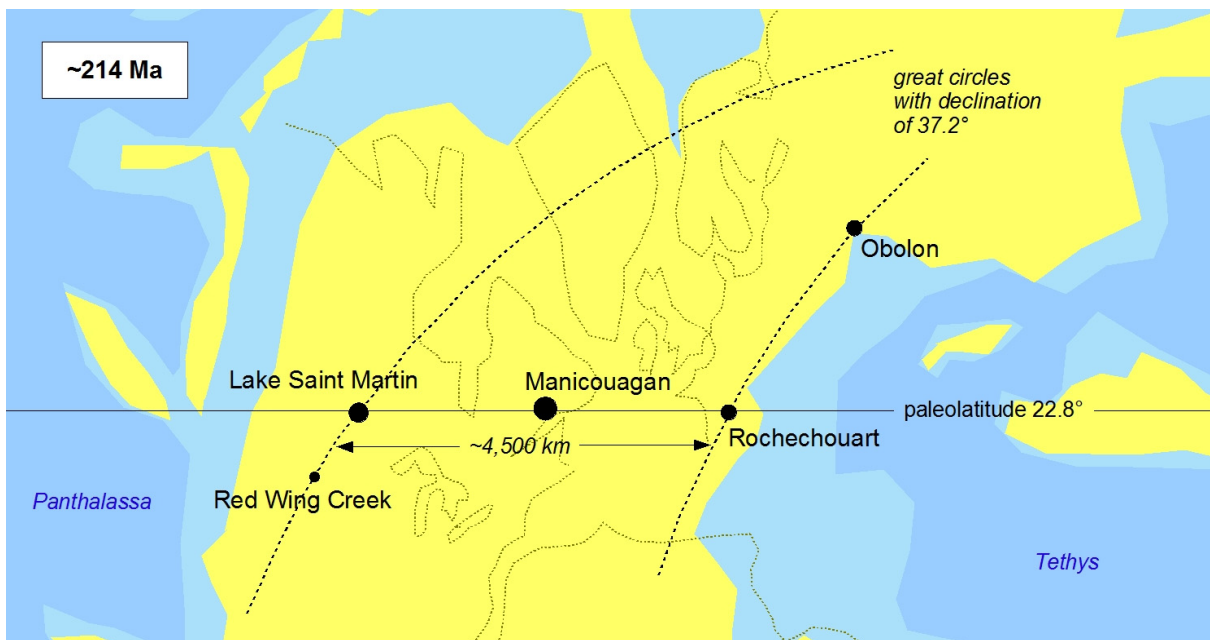 ~214 Ma
great circles
with declination
of 37.2°
Obolon
Lake Saint Martin
Manicouagan
paleolatitude 22.8°
~4,500 km
Rochechouart
Red Wing Creek
Panthalassa
Tethys